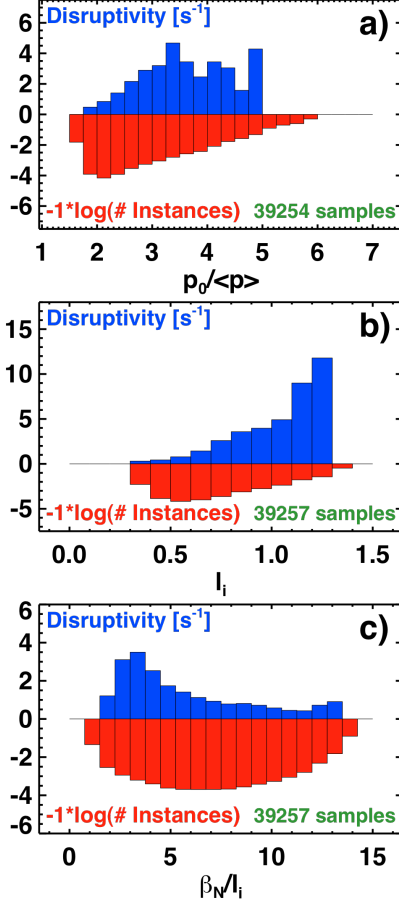 6
4
2
0
-2
-4
-6
Disruptivity [s⁻¹]
a)
-1*log(# Instances) 39254 samples
1 2 3 4 5 6 7
p₀/<p>
15
10
5
0
-5
Disruptivity [s⁻¹]
b)
-1*log(# Instances) 39257 samples
0.0 0.5 1.0 1.5
lᵢ
6
4
2
0
-2
-4
-6
Disruptivity [s⁻¹]
c)
-1*log(# Instances) 39257 samples
0 5 10 15
β_N/lᵢ